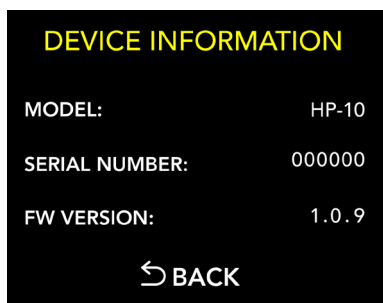 DEVICE INFORMATION
MODEL: HP-10
SERIAL NUMBER: 000000
FW VERSION: 1.0.9
BACK